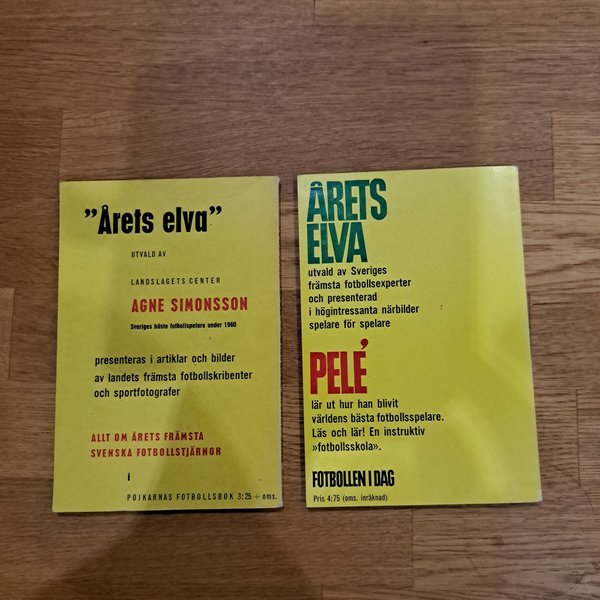 "Årets elva"
UTVALD AV
LANDSLAGETS CENTER
AGNE SIMONSSON
Sveriges bäste fotbollspelare under 1960
presenteras i artiklar och bilder
av landets främsta fotbollskribenter
och sportfotografer
ALLT OM ÅRETS FRÄMSTA
SVENSKA FOTBOLLSTJÄRNOR
i
POJKARNAS FOTBOLLSBOK 3:25 + oms.
ÅRETS
ELVA
utvald av Sveriges
främsta fotbollsexperter
och presenterad
i högintressanta närbilder
spelare för spelare
PELÉ
lär ut hur han blivit
världens bästa fotbollsspelare.
Läs och lär! En instruktiv
»fotbollsskola».
FOTBOLLEN I DAG
Pris 4:75 (oms. inräknad)